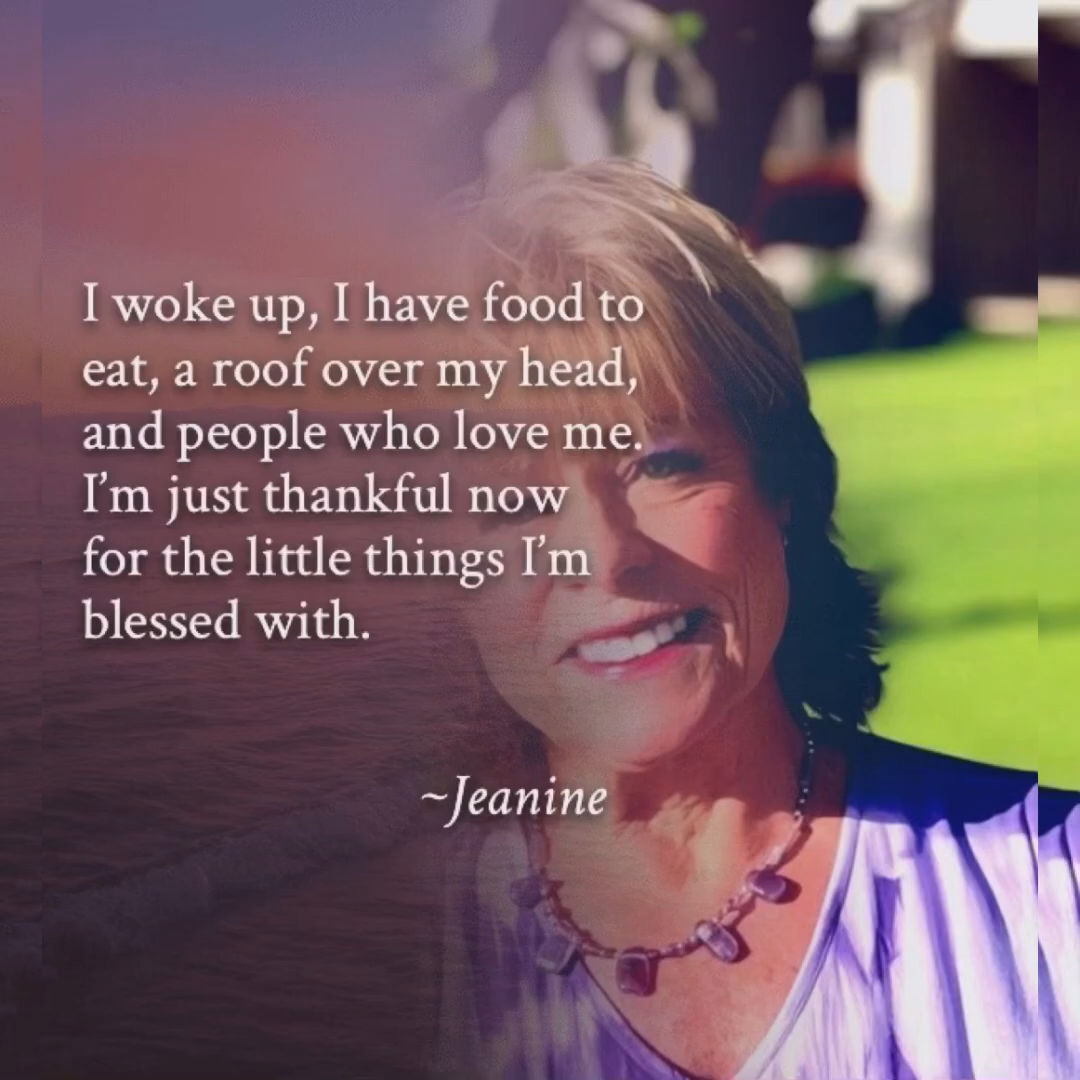 I woke up, I have food to
eat, a roof over my head,
and people who love me.
I’m just thankful now
for the little things I’m
blessed with.
~Jeanine